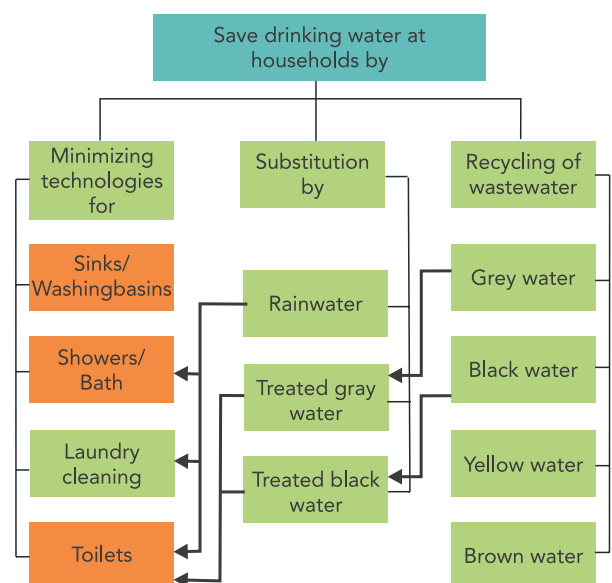 Save drinking water at
households by
Minimizing
technologies
for
Substitution
by
Recycling of
wastewater
Sinks/
Washingbasins
Showers/
Bath
Laundry
cleaning
Toilets
Rainwater
Treated gray
water
Treated black
water
Grey water
Black water
Yellow water
Brown water